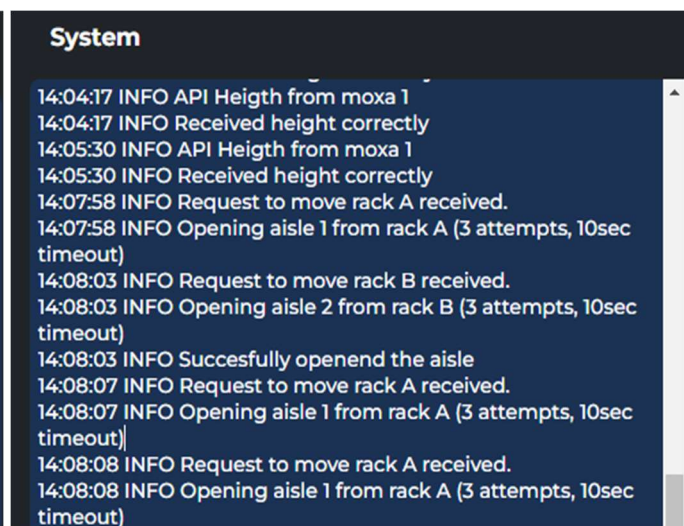 System
14:04:17 INFO API Heigth from moxa 1
14:04:17 INFO Received height correctly
14:05:30 INFO API Heigth from moxa 1
14:05:30 INFO Received height correctly
14:07:58 INFO Request to move rack A received.
14:07:58 INFO Opening aisle 1 from rack A (3 attempts, 10sec
timeout)
14:08:03 INFO Request to move rack B received.
14:08:03 INFO Opening aisle 2 from rack B (3 attempts, 10sec
timeout)
14:08:03 INFO Succesfully openend the aisle
14:08:07 INFO Request to move rack A received.
14:08:07 INFO Opening aisle 1 from rack A (3 attempts, 10sec
timeout)
14:08:08 INFO Request to move rack A received.
14:08:08 INFO Opening aisle 1 from rack A (3 attempts, 10sec
timeout)